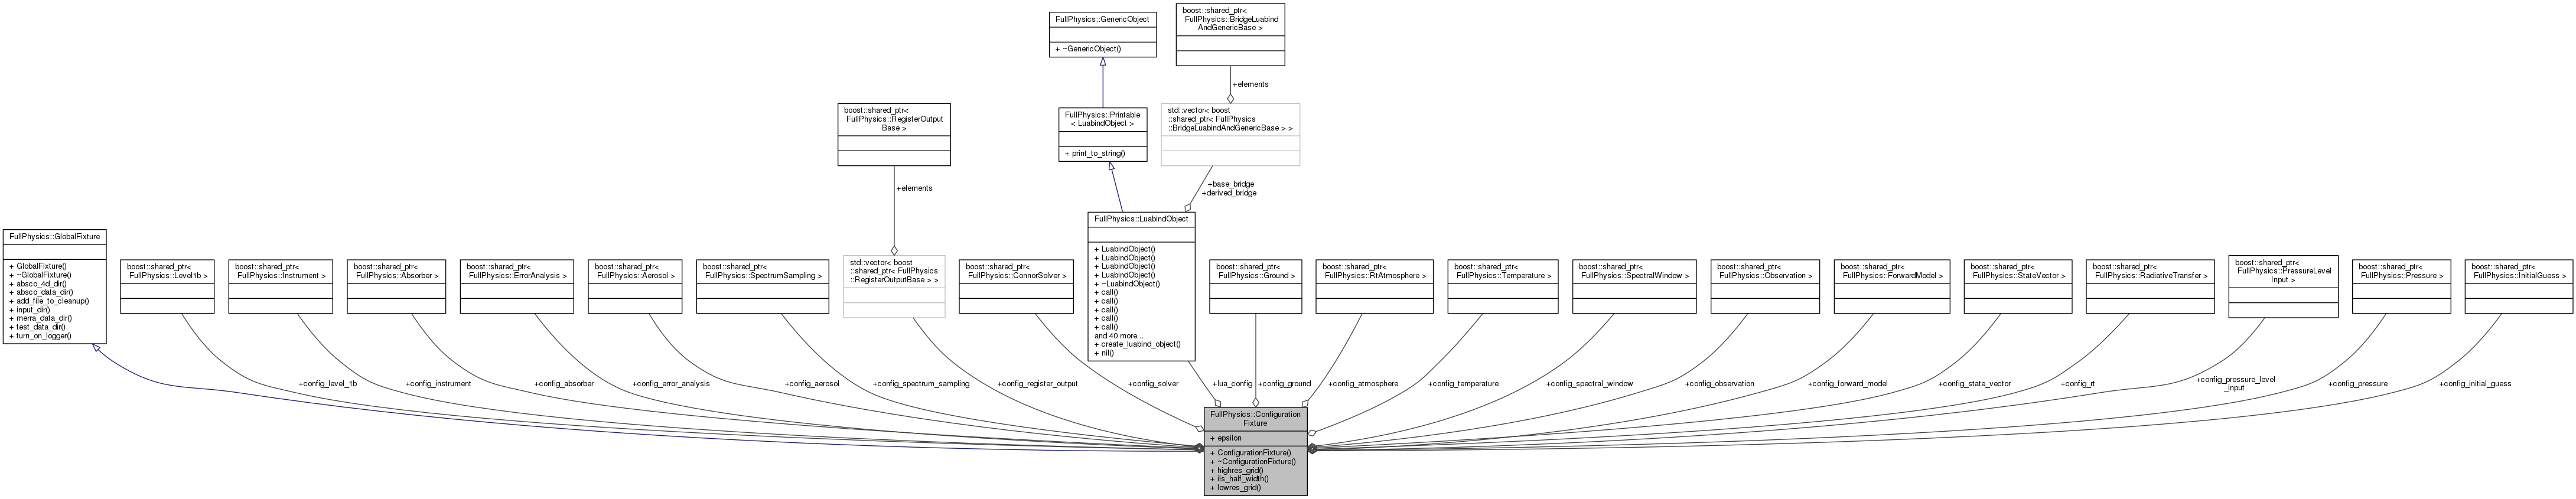 FullPhysics::GenericObject
+ ~GenericObject()
boost::shared_ptr<
FullPhysics::BridgeLuabind
AndGenericBase >
+elements
boost::shared_ptr<
FullPhysics::RegisterOutput
Base >
+elements
FullPhysics::Printable
< LuabindObject >
+ print_to_string()
std::vector< boost
::shared_ptr< FullPhysics
::BridgeLuabindAndGenericBase > >
+base_bridge
+derived_bridge
FullPhysics::GlobalFixture
+ GlobalFixture()
+ ~GlobalFixture()
+ absco_4d_dir()
+ absco_data_dir()
+ add_file_to_cleanup()
+ input_dir()
+ merra_data_dir()
+ test_data_dir()
+ turn_on_logger()
boost::shared_ptr<
FullPhysics::Level1b >
boost::shared_ptr<
FullPhysics::Instrument >
boost::shared_ptr<
FullPhysics::Absorber >
boost::shared_ptr<
FullPhysics::ErrorAnalysis >
boost::shared_ptr<
FullPhysics::Aerosol >
boost::shared_ptr<
FullPhysics::SpectrumSampling >
std::vector< boost
::shared_ptr< FullPhysics
::RegisterOutputBase > >
boost::shared_ptr<
FullPhysics::ConnorSolver >
FullPhysics::LuabindObject
+ LuabindObject()
+ LuabindObject()
+ LuabindObject()
+ LuabindObject()
+ ~LuabindObject()
+ call()
+ call()
+ call()
+ call()
+ call()
and 40 more...
+ create_luabind_object()
+ nil()
boost::shared_ptr<
FullPhysics::Ground >
boost::shared_ptr<
FullPhysics::RtAtmosphere >
boost::shared_ptr<
FullPhysics::Temperature >
boost::shared_ptr<
FullPhysics::SpectralWindow >
boost::shared_ptr<
FullPhysics::Observation >
boost::shared_ptr<
FullPhysics::ForwardModel >
boost::shared_ptr<
FullPhysics::StateVector >
boost::shared_ptr<
FullPhysics::RadiativeTransfer >
boost::shared_ptr<
FullPhysics::PressureLevel
Input >
boost::shared_ptr<
FullPhysics::Pressure >
boost::shared_ptr<
FullPhysics::InitialGuess >
+config_level_1b
+config_instrument
+config_absorber
+config_error_analysis
+config_aerosol
+config_spectrum_sampling
+config_register_output
+config_solver
+lua_config
+config_ground
+config_atmosphere
+config_temperature
+config_spectral_window
+config_observation
+config_forward_model
+config_state_vector
+config_rt
+config_pressure_level
_input
+config_pressure
+config_initial_guess
FullPhysics::Configuration
Fixture
+ epsilon
+ ConfigurationFixture()
+ ~ConfigurationFixture()
+ highres_grid()
+ ils_half_width()
+ lowres_grid()